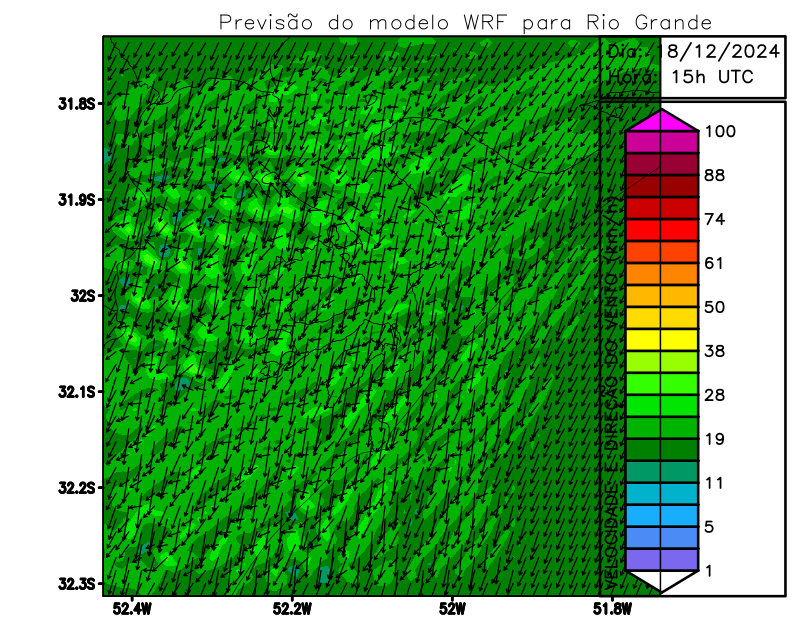 Previsão do modelo WRF para Rio Grande
Dia: 18/12/2024
Hora: 15h UTC
31.8S
31.9S
32S
32.1S
32.2S
32.3S
52.4W
52.2W
52W
51.8W
VELOCIDADE E DIREÇÃO DO VENTO (km/h)
100
88
74
61
50
38
28
19
11
5
1